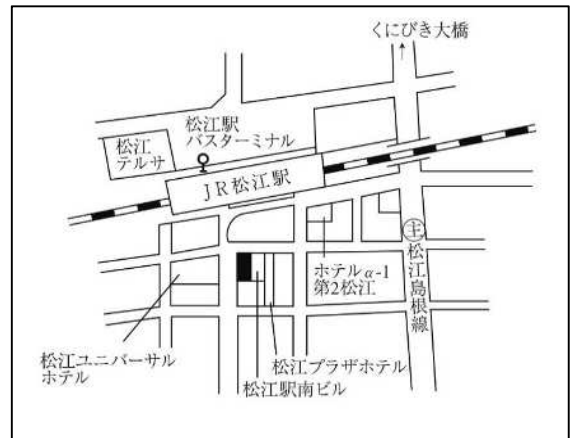 くにびき大橋
松江駅
バスターミナル
松江
テルサ
JR松江駅
主松江島根線
ホテルα-1
第2松江
松江ユニバーサル
ホテル
松江プラザホテル
松江駅南ビル